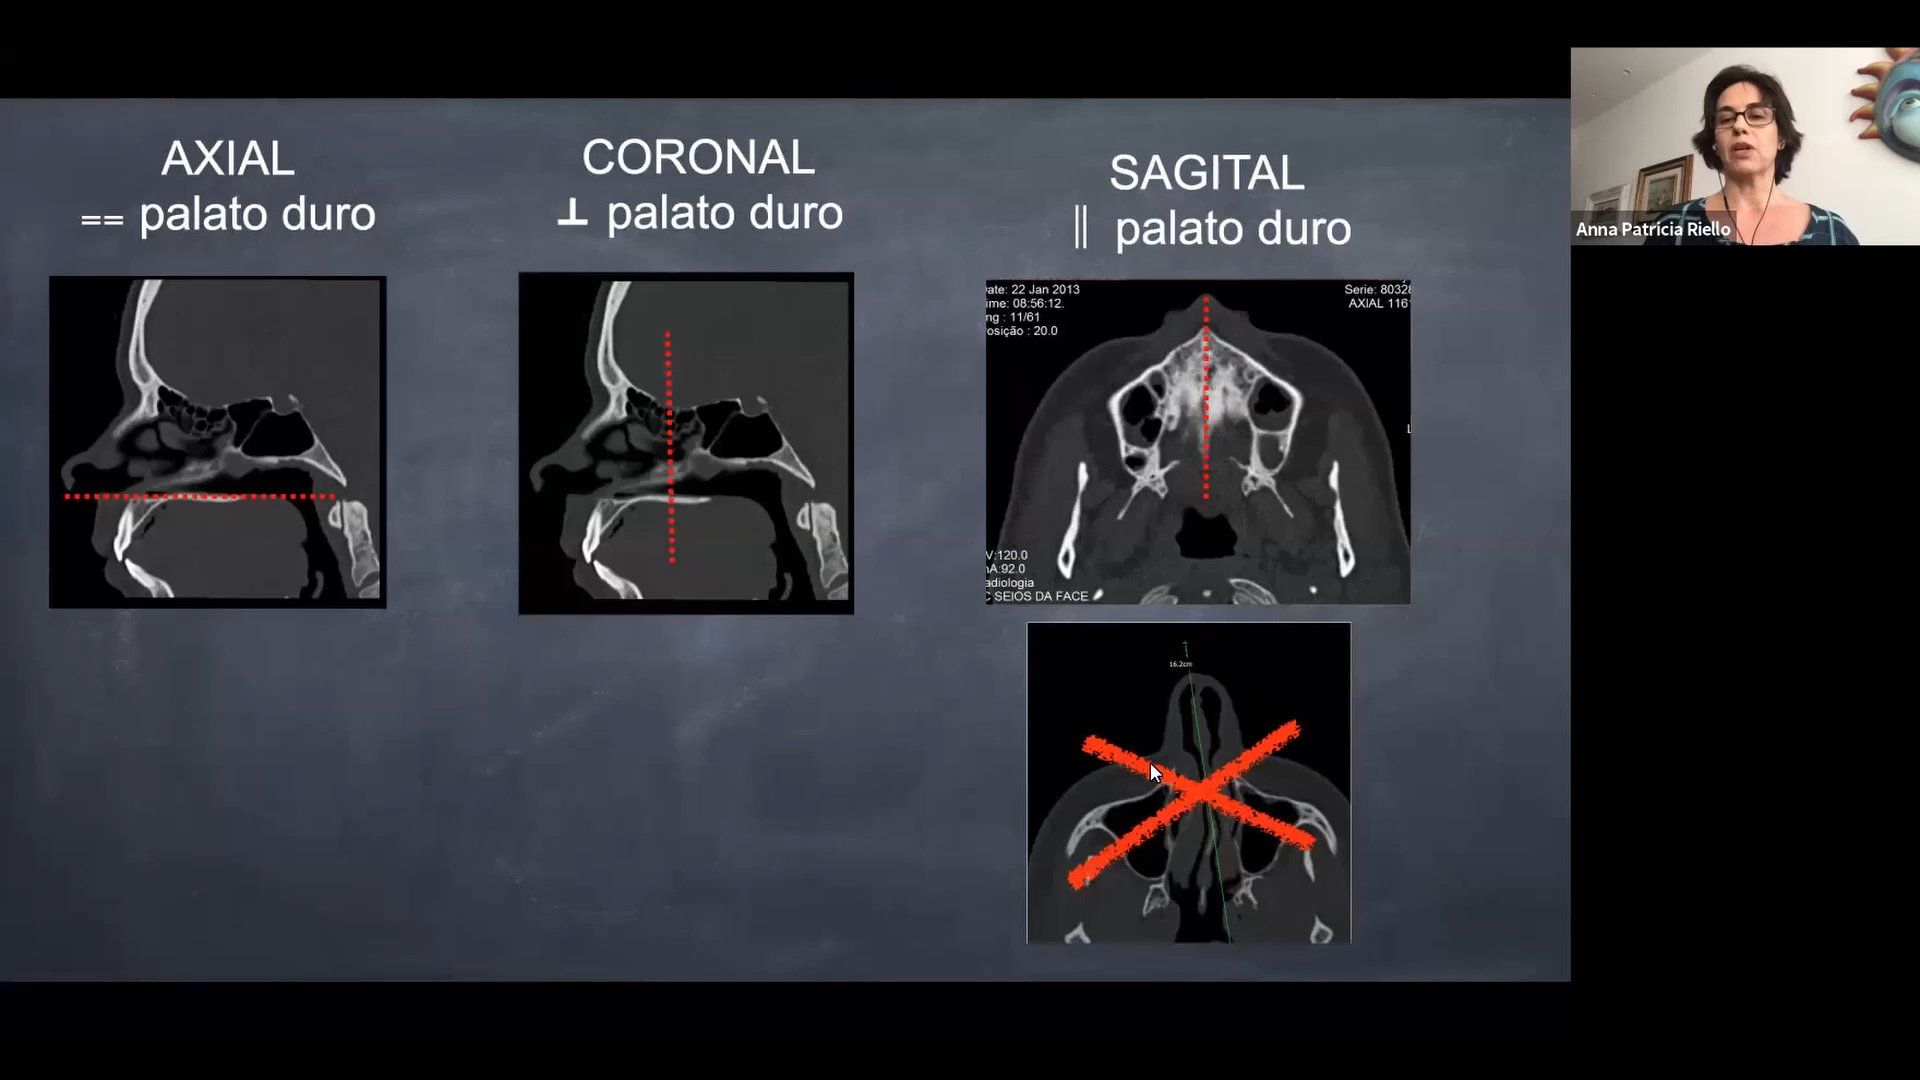 AXIAL
== palato duro
CORONAL
⊥ palato duro
SAGITAL
|| palato duro
ate: 22 Jan 2013
ime: 08:56:12.
ng : 11/61
osição : 20.0
Serie: 80328
AXIAL 116
L
V:120.0
A:92.0
adiologia
C SEIOS DA FACE
16.2cm
Anna Patricia Riello